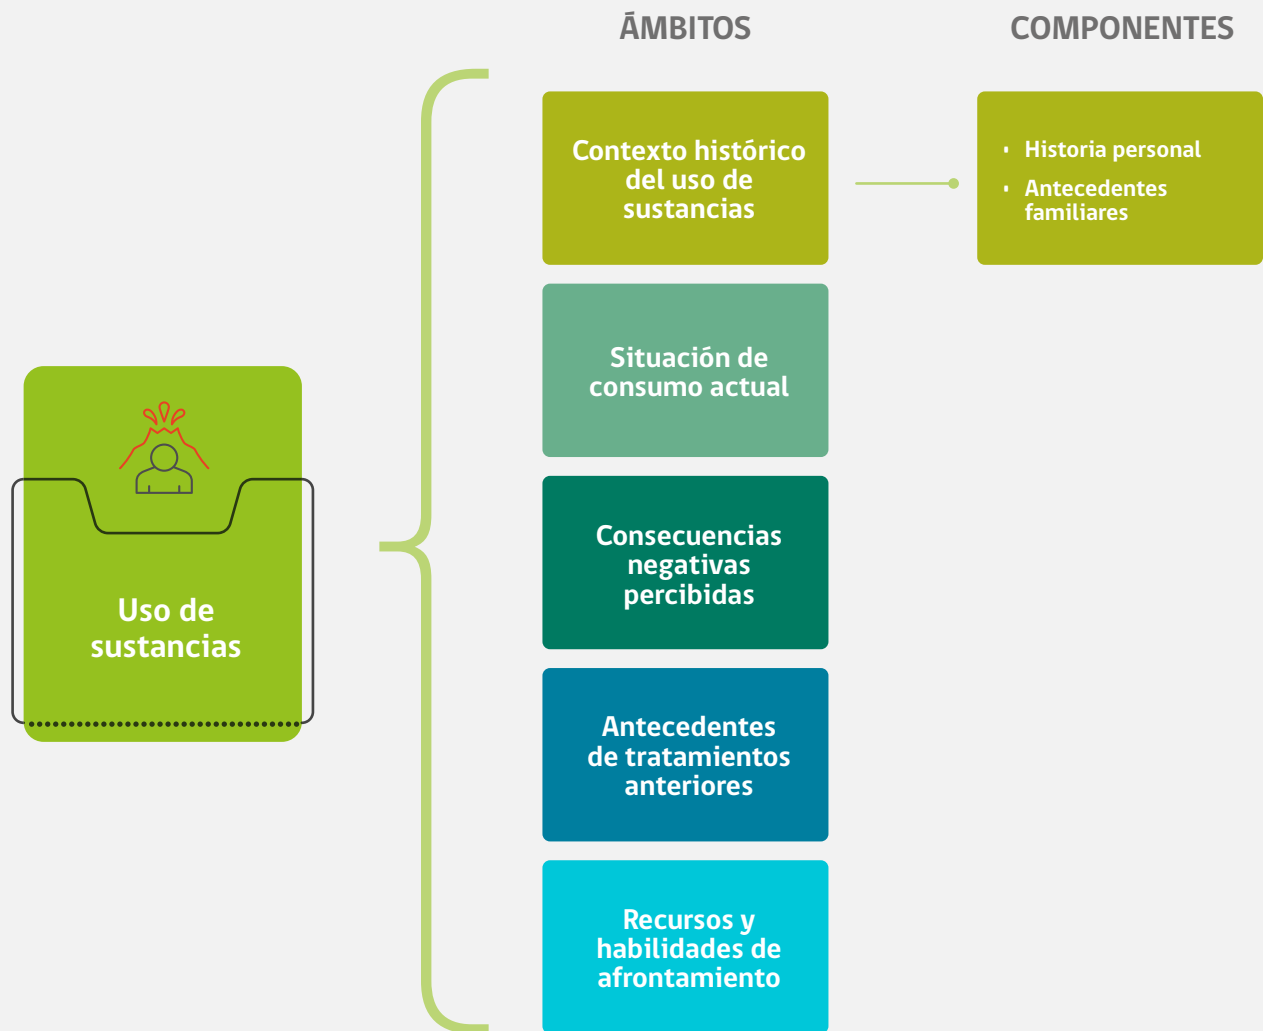 ÁMBITOS
COMPONENTES
Contexto histórico
del uso de
sustancias
• Historia personal
• Antecedentes
familiares
Situación de
consumo actual
Consecuencias
negativas
percibidas
Uso de
sustancias
Antecedentes
de tratamientos
anteriores
Recursos y
habilidades de
afrontamiento